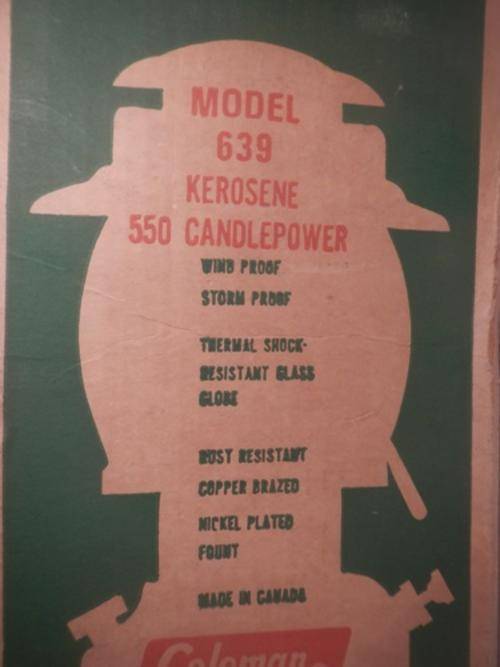 MODEL
639
KEROSENE
550 CANDLEPOWER
WIND PROOF
STORM PROOF
THERMAL SHOCK-
RESISTANT GLASS
GLOBE
RUST RESISTANT
COPPER BRAZED
NICKEL PLATED
FOUNT
MADE IN CANADA
Coleman